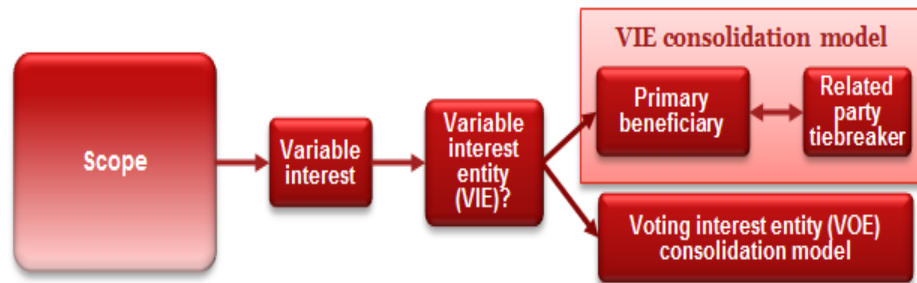 Scope
Variable
interest
Variable
interest
entity
(VIE)?
VIE consolidation model
Primary
beneficiary
Related
party
tiebreaker
Voting interest entity (VOE)
consolidation model